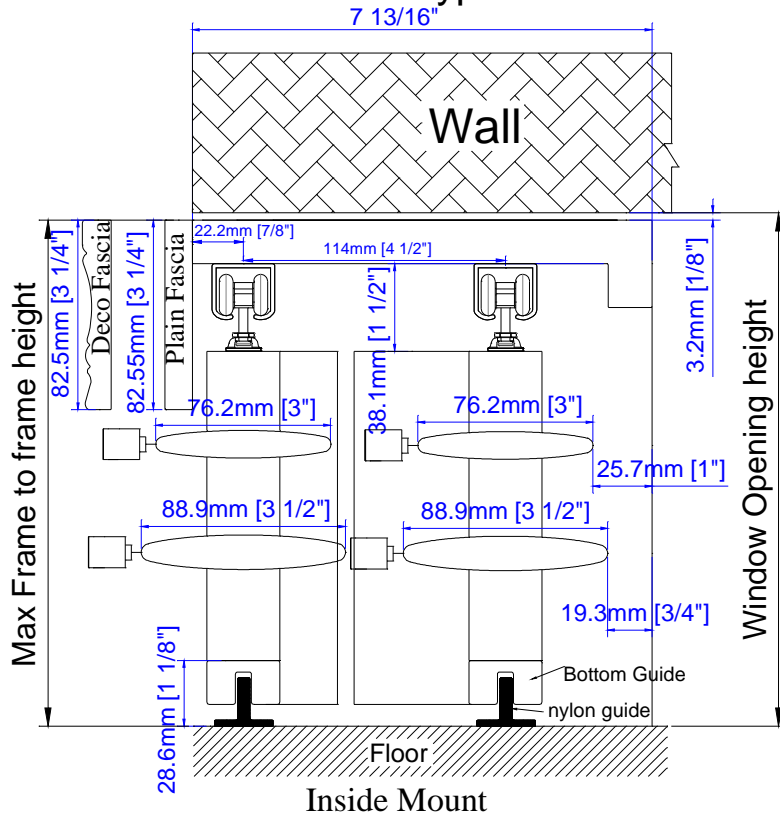 7 13/16"
Wall
22.2mm [7/8"]
114mm [4 1/2"]
Deco Fascia
Plain Fascia
82.5mm [3 1/4"]
82.55mm [3 1/4"]
38.1mm [1 1/2"]
3.2mm [1/8"]
Max Frame to frame height
Window Opening height
76.2mm [3"]
76.2mm [3"]
25.7mm [1"]
88.9mm [3 1/2"]
88.9mm [3 1/2"]
19.3mm [3/4"]
28.6mm [1 1/8"]
Bottom Guide
nylon guide
Floor
Inside Mount